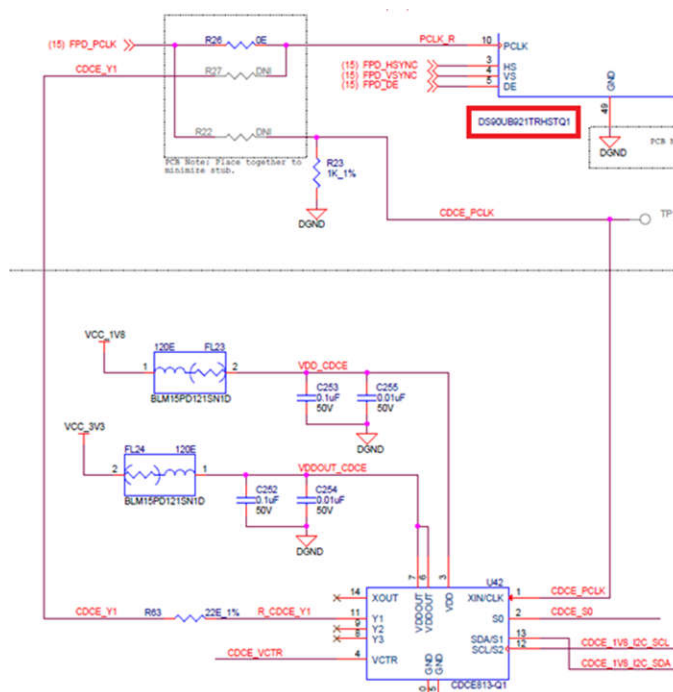 (15) FPD_PCLK
R26
0E
PCLK_R
10
PCLK
CDCE_Y1
R27
DNI
(15) FPD_HSYNC
3
HS
(15) FPD_VSYNC
4
VS
(15) FPD_DE
5
DE
GND
49
R22
DNI
DS90UB921TRHSTQ1
DGND
PCB Note: Place together to
minimize stub.
R23
1K_1%
DGND
CDCE_PCLK
TP
VCC_1V8
120E
FL23
1
2
VDD_CDCE
BLM15PD121SN1D
C253
0.1uF
50V
C255
0.01uF
50V
DGND
VCC_3V3
FL24
120E
2
1
VDDOUT_CDCE
BLM15PD121SN1D
C252
0.1uF
50V
C254
0.01uF
50V
DGND
7
6
3
U42
14
XOUT
VDDOUT
VDDOUT
VDD
XIN/CLK
1
CDCE_PCLK
CDCE_Y1
R63
22E_1%
R_CDCE_Y1
11
Y1
S0
2
CDCE_S0
9
Y2
8
Y3
SDA/S1
13
CDCE_1V8_I2C_SCL
SCL/S2
12
CDCE_VCTR
4
VCTR
GND
GND
CDCE_1V8_I2C_SDA
CDCE813-Q1